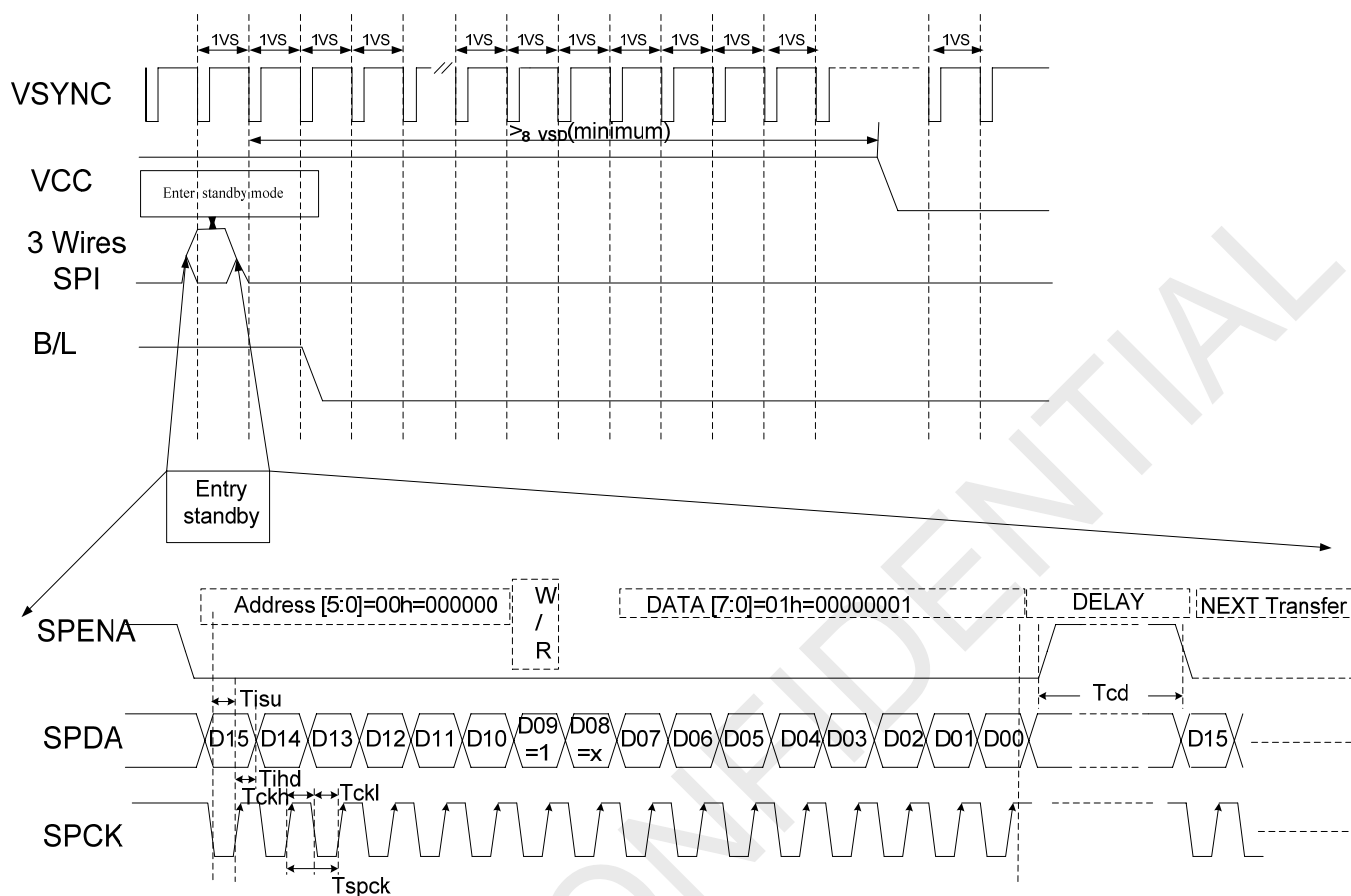 1VS 1VS 1VS 1VS 1VS 1VS 1VS 1VS 1VS 1VS 1VS 1VS
VSYNC
>8 VSD(minimum)
VCC
Enter standby mode
3 Wires
SPI
B/L
Entry
standby
Address [5:0]=00h=000000
W
/
R
DATA [7:0]=01h=00000001
DELAY
NEXT Transfer
SPENA
Tisu
Tcd
SPDA
D15 D14 D13 D12 D11 D10 D09 =1 D08 =x D07 D06 D05 D04 D03 D02 D01 D00 D15
Tihd
Tckh Tckl
SPCK
Tspck
ONFIDENTIAL